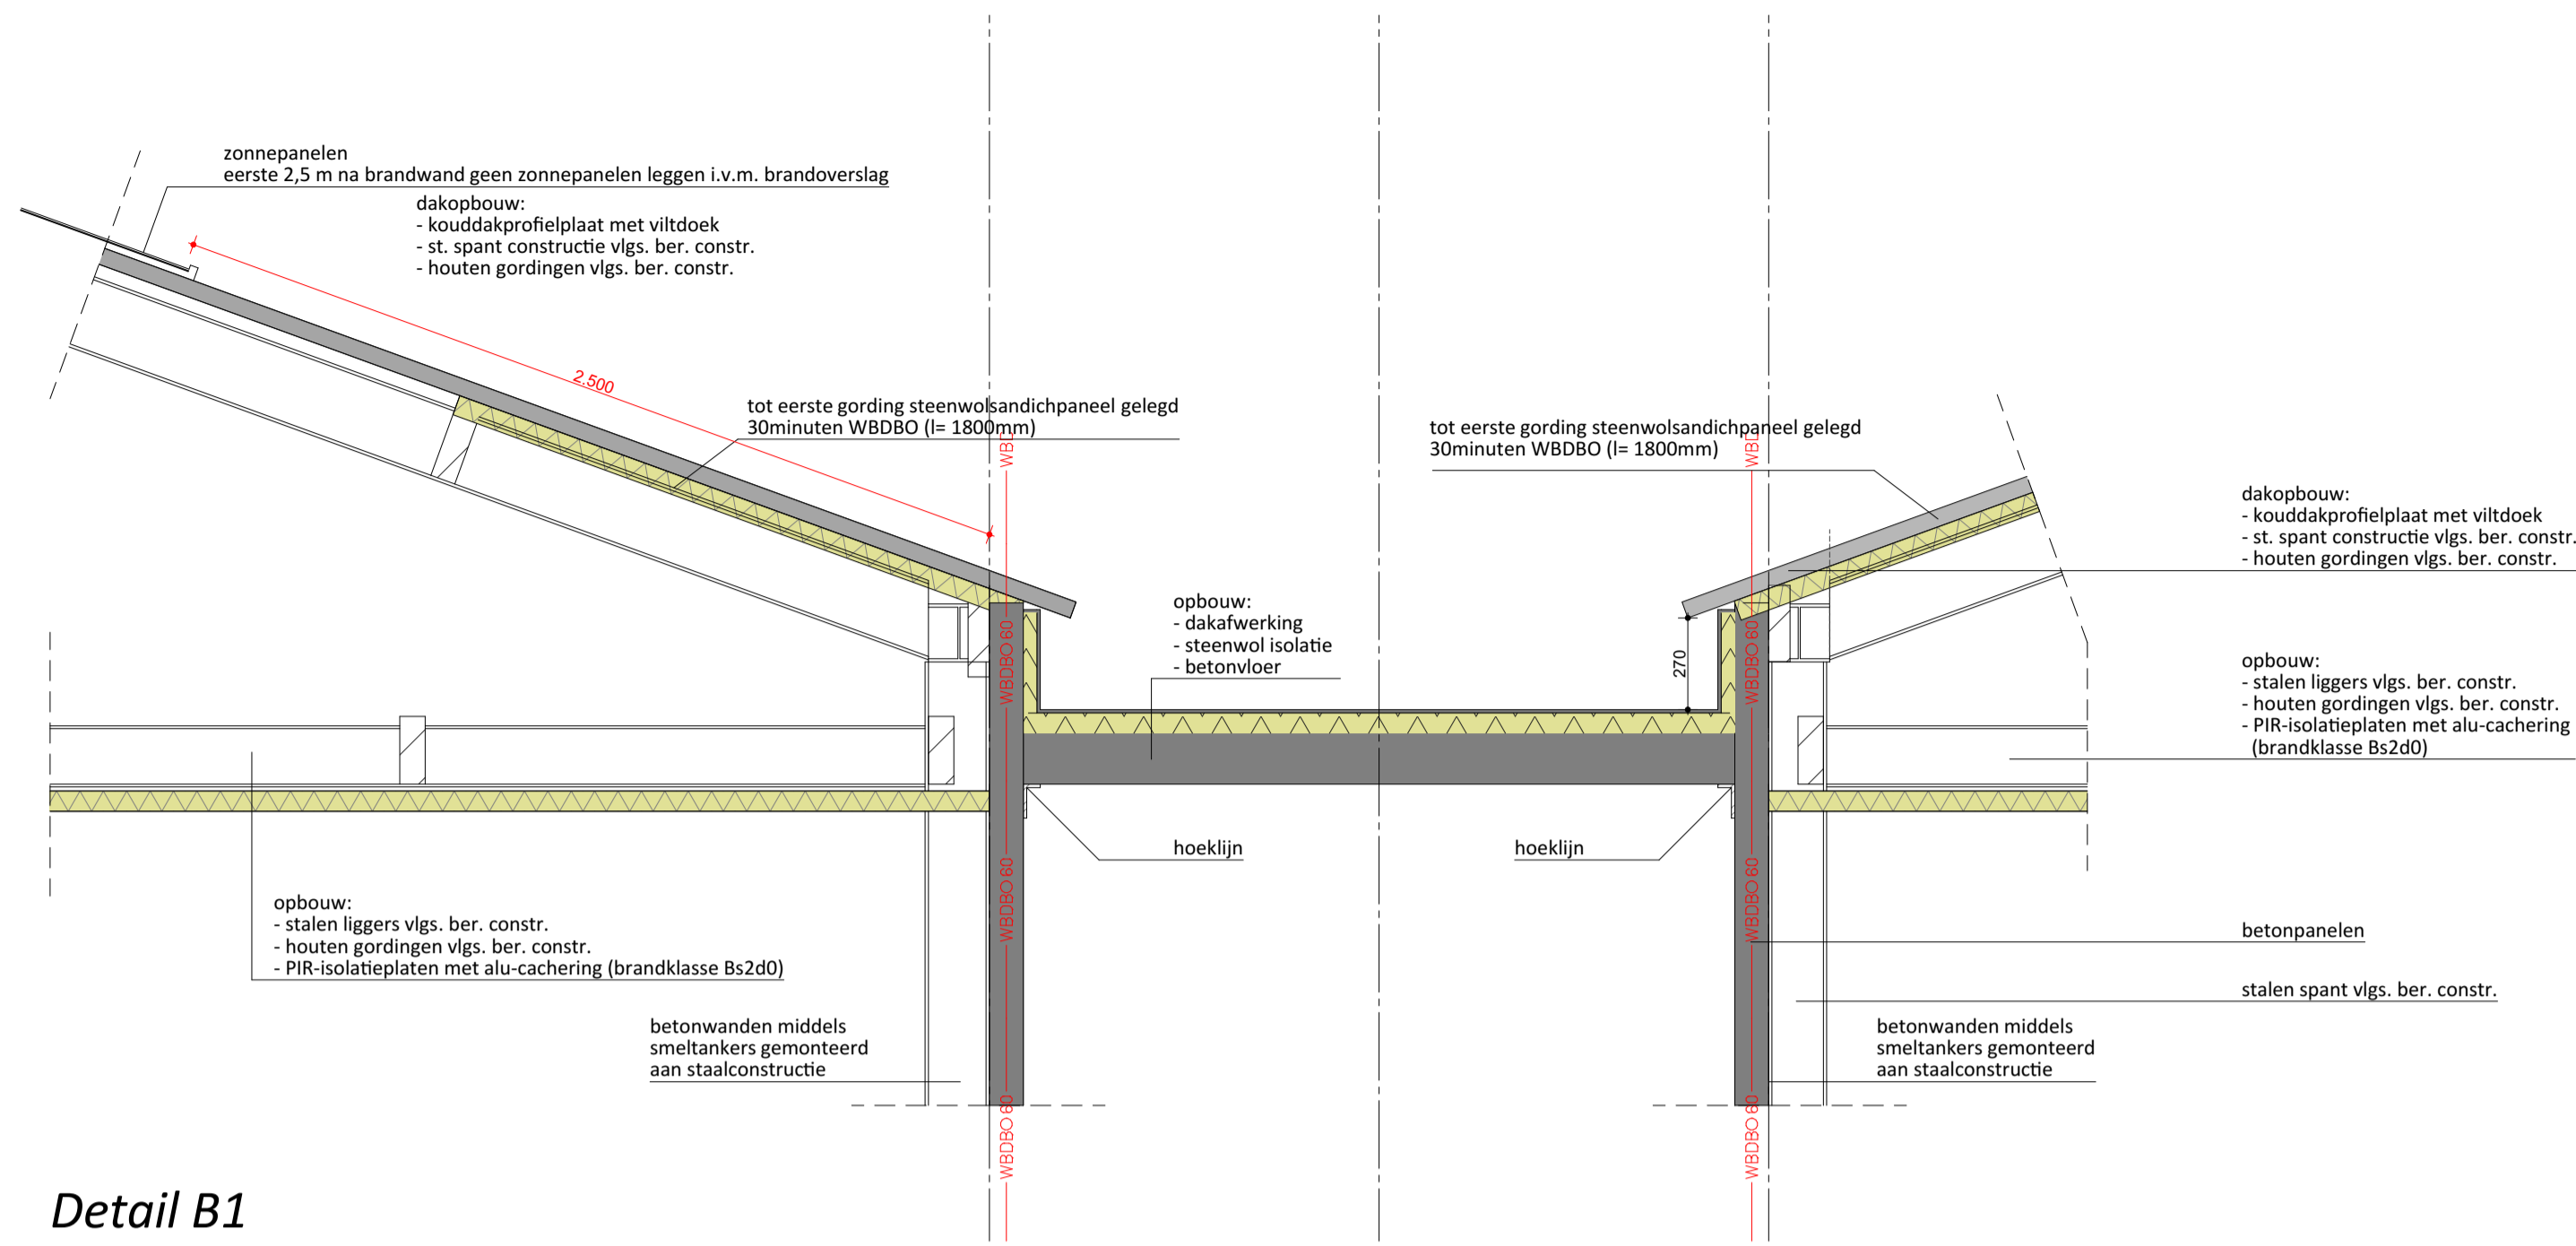 zonnepanelen
eerste 2,5 m na brandwand geen zonnepanelen leggen i.v.m. brandoverslag
dakopbouw:
- kouddakprofielplaat met viltdoek
- st. spant constructie vlgs. ber. constr.
- houten gordingen vlgs. ber. constr.
2.500
tot eerste gording steenwolsandichpaneel gelegd
30minuten WBDBO (l= 1800mm)
WBD
tot eerste gording steenwolsandichpaneel gelegd
30minuten WBDBO (l= 1800mm)
WBD
dakopbouw:
- kouddakprofielplaat met viltdoek
- st. spant constructie vlgs. ber. constr.
- houten gordingen vlgs. ber. constr.
opbouw:
- dakafwerking
- steenwol isolatie
- betonvloer
WBDBO 60
270
WBDBO 60
opbouw:
- stalen liggers vlgs. ber. constr.
- houten gordingen vlgs. ber. constr.
- PIR-isolatieplaten met alu-cachering
(brandklasse Bs2d0)
hoeklijn
hoeklijn
WBDBO 60
WBDBO 60
opbouw:
- stalen liggers vlgs. ber. constr.
- houten gordingen vlgs. ber. constr.
- PIR-isolatieplaten met alu-cachering (brandklasse Bs2d0)
betonpanelen
stalen spant vlgs. ber. constr.
betonwanden middels
smeltankers gemonteerd
aan staalconstructie
betonwanden middels
smeltankers gemonteerd
aan staalconstructie
WBDBO 60
WBDBO 60
Detail B1